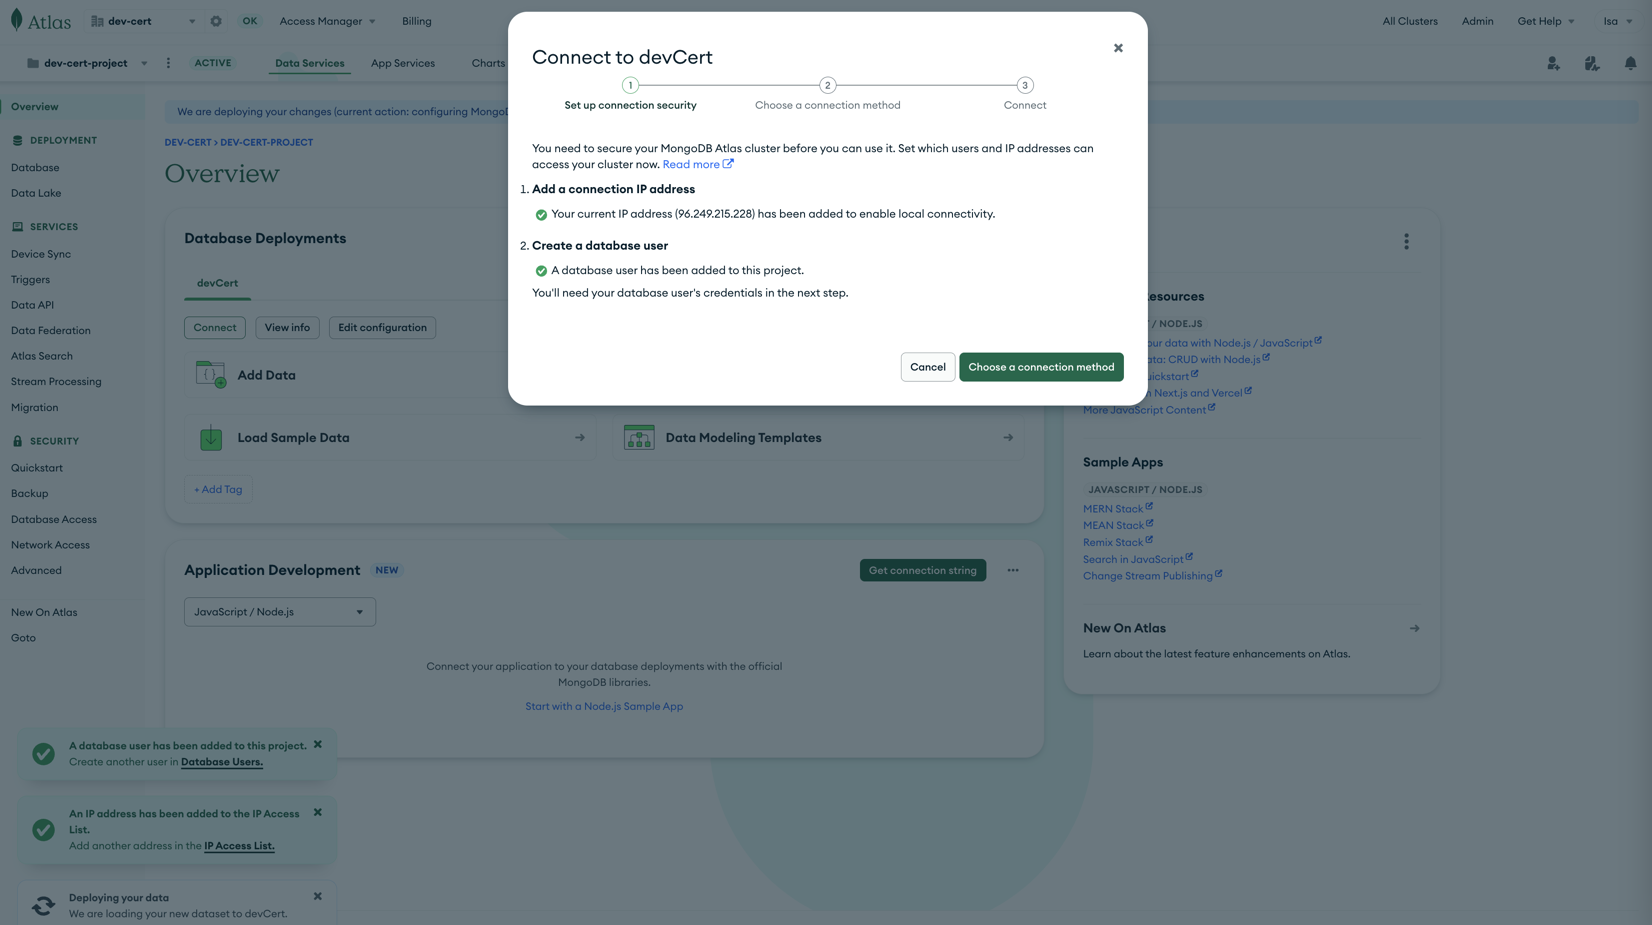 Atlas
dev-cert
OK
Access Manager
Billing
All Clusters
Admin
Get Help
Isa
dev-cert-project
ACTIVE
Data Services
App Services
Charts
Overview
DEPLOYMENT
Database
Data Lake
SERVICES
Device Sync
Triggers
Data API
Data Federation
Atlas Search
Stream Processing
Migration
SECURITY
Quickstart
Backup
Database Access
Network Access
Advanced
New On Atlas
Goto
We are deploying your changes (current action: configuring MongoD
DEV-CERT > DEV-CERT-PROJECT
Overview
Database Deployments
devCert
Connect
View info
Edit configuration
Add Data
Load Sample Data
Data Modeling Templates
+ Add Tag
Application Development NEW
Get connection string
JavaScript / Node.js
Connect your application to your database deployments with the official
MongoDB libraries.
Start with a Node.js Sample App
Connect to devCert
1
2
3
Set up connection security
Choose a connection method
Connect
You need to secure your MongoDB Atlas cluster before you can use it. Set which users and IP addresses can
access your cluster now. Read more
1. Add a connection IP address
Your current IP address (96.249.215.228) has been added to enable local connectivity.
2. Create a database user
A database user has been added to this project.
You'll need your database user's credentials in the next step.
Cancel
Choose a connection method
esources
/ NODE.JS
our data with Node.js / JavaScript
ata: CRUD with Node.js
uickstart
Next.js and Vercel
More JavaScript Content
Sample Apps
JAVASCRIPT / NODE.JS
MERN Stack
MEAN Stack
Remix Stack
Search in JavaScript
Change Stream Publishing
New On Atlas
Learn about the latest feature enhancements on Atlas.
A database user has been added to this project.
Create another user in Database Users.
An IP address has been added to the IP Access
List.
Add another address in the IP Access List.
Deploying your data
We are loading your new dataset to devCert.